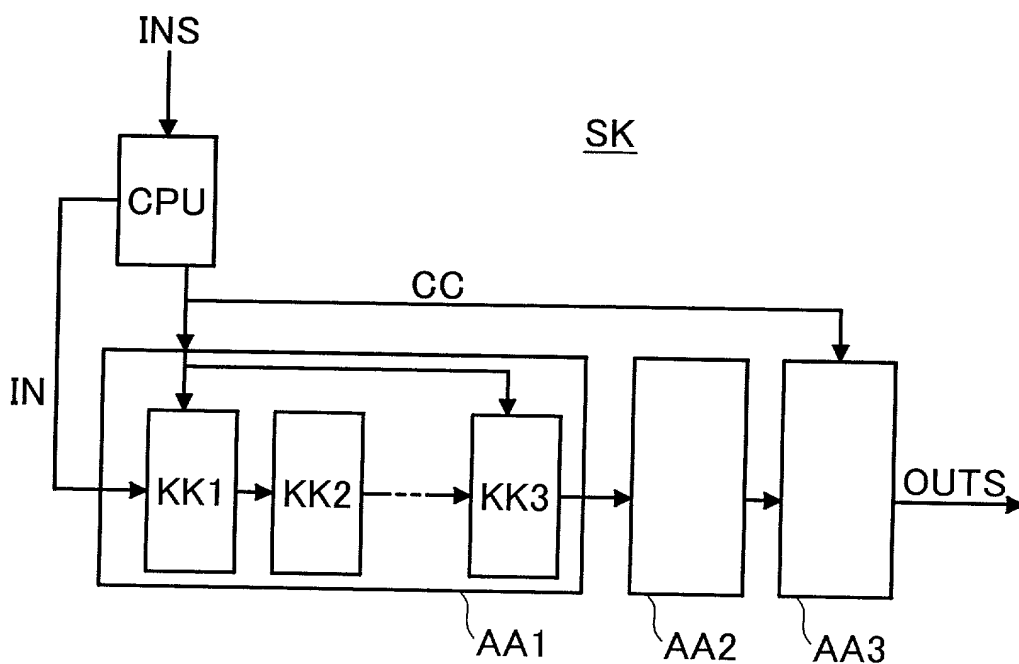 INS
SK
CPU
CC
IN
KK1
KK2
KK3
OUTS
AA1
AA2
AA3